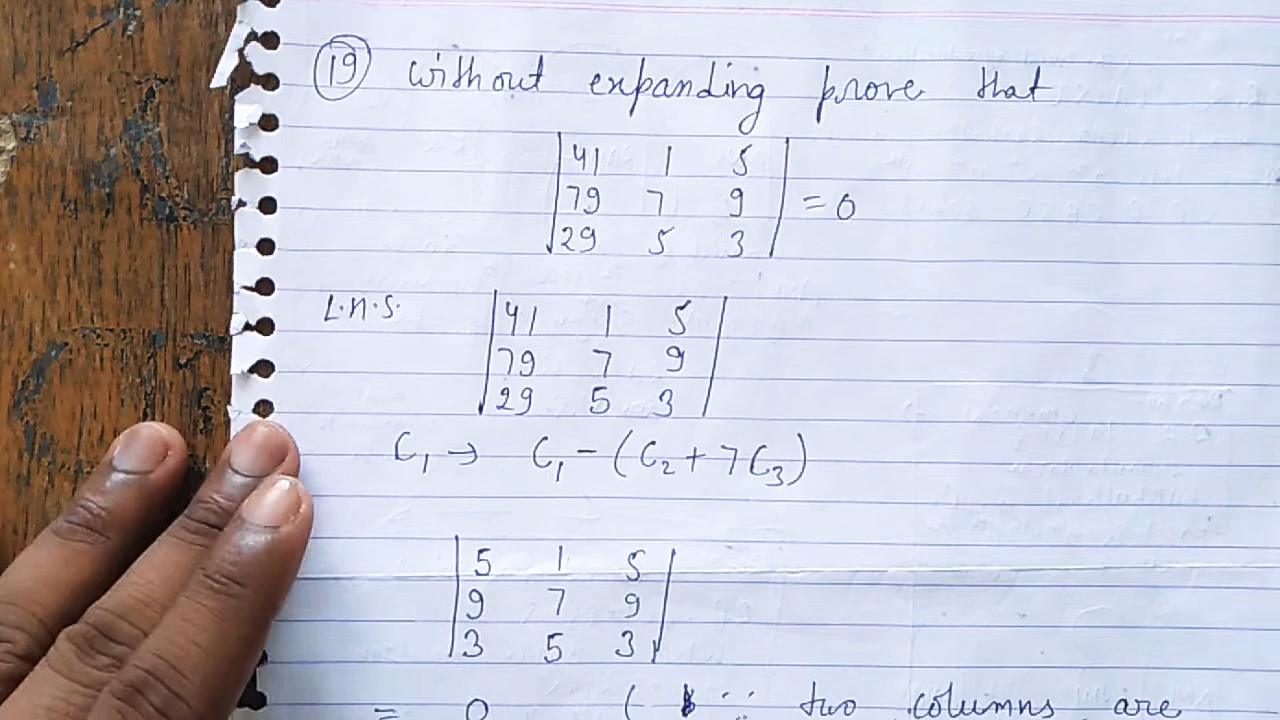 19 without expanding prove that
41 1 5
79 7 9 = 0
29 5 3
L.H.S. 41 1 5
79 7 9
29 5 3
C₁ → C₁ - (C₂ + 7C₃)
5 1 5
9 7 9
3 5 3
= 0 ( ∵ two columns are